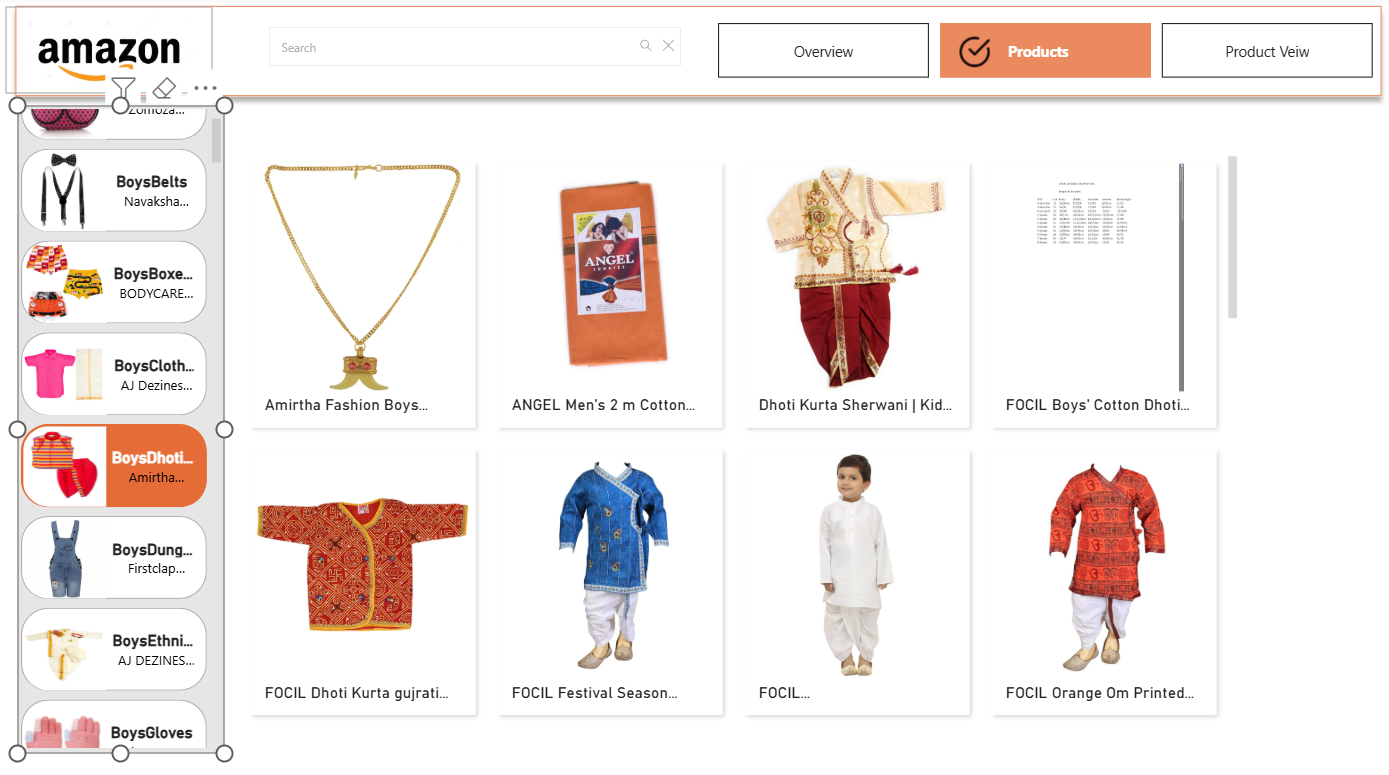 amazon
Search
Overview
Products
Product Veiw
Zomoza...
BoysBelts
Navaksha...
BoysBoxe...
BODYCARE...
BoysCloth...
AJ Dezines...
BoysDhoti...
Amirtha...
BoysDung...
Firstclap...
BoysEthni...
AJ DEZINES...
BoysGloves
Amirtha Fashion Boys...
ANGEL
ANGEL Men's 2 m Cotton...
Dhoti Kurta Sherwani | Kid...
FOCIL Boys' Cotton Dhoti...
FOCIL Dhoti Kurta gujrati...
FOCIL Festival Season...
FOCIL...
FOCIL Orange Om Printed...